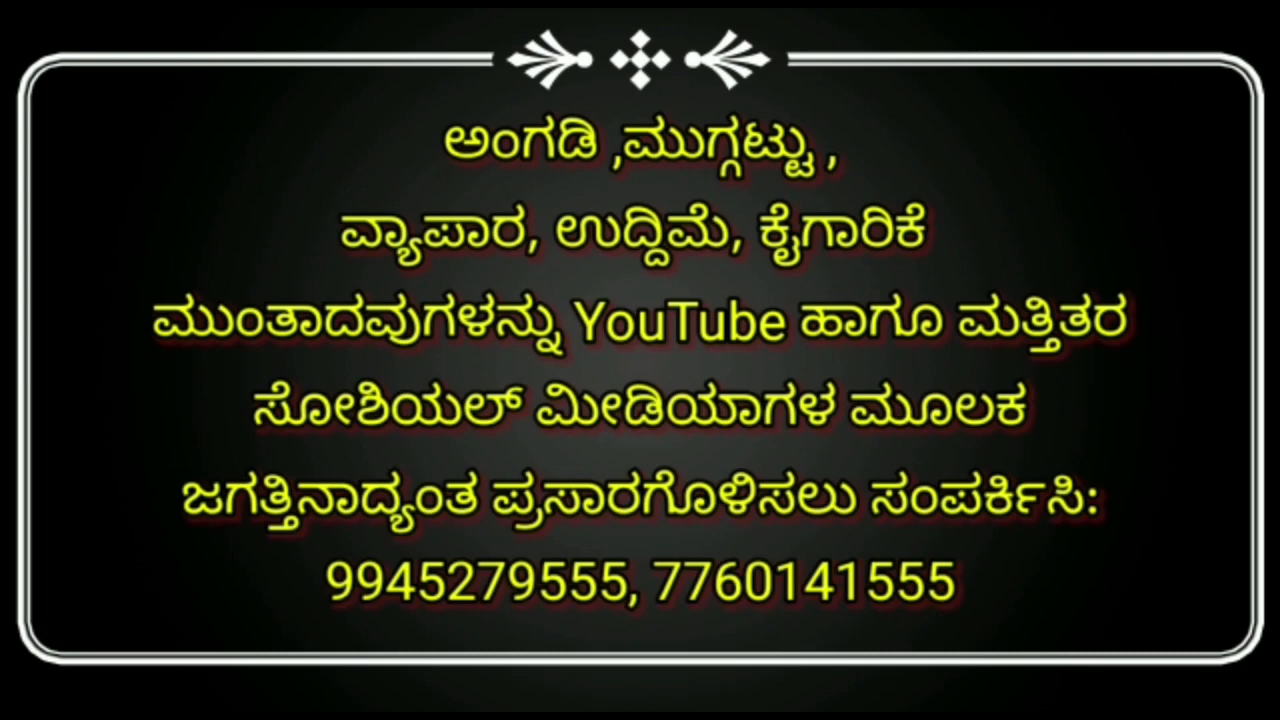 ಅಂಗಡಿ ,ಮುಗ್ಗಟ್ಟು ,
ವ್ಯಾಪಾರ, ಉದ್ದಿಮೆ, ಕೈಗಾರಿಕೆ
ಮುಂತಾದವುಗಳನ್ನು YouTube ಹಾಗೂ ಮತ್ತಿತರ
ಸೋಶಿಯಲ್ ಮೀಡಿಯಾಗಳ ಮೂಲಕ
ಜಗತ್ತಿನಾದ್ಯಂತ ಪ್ರಸಾರಗೊಳಿಸಲು ಸಂಪರ್ಕಿಸಿ:
9945279555, 7760141555